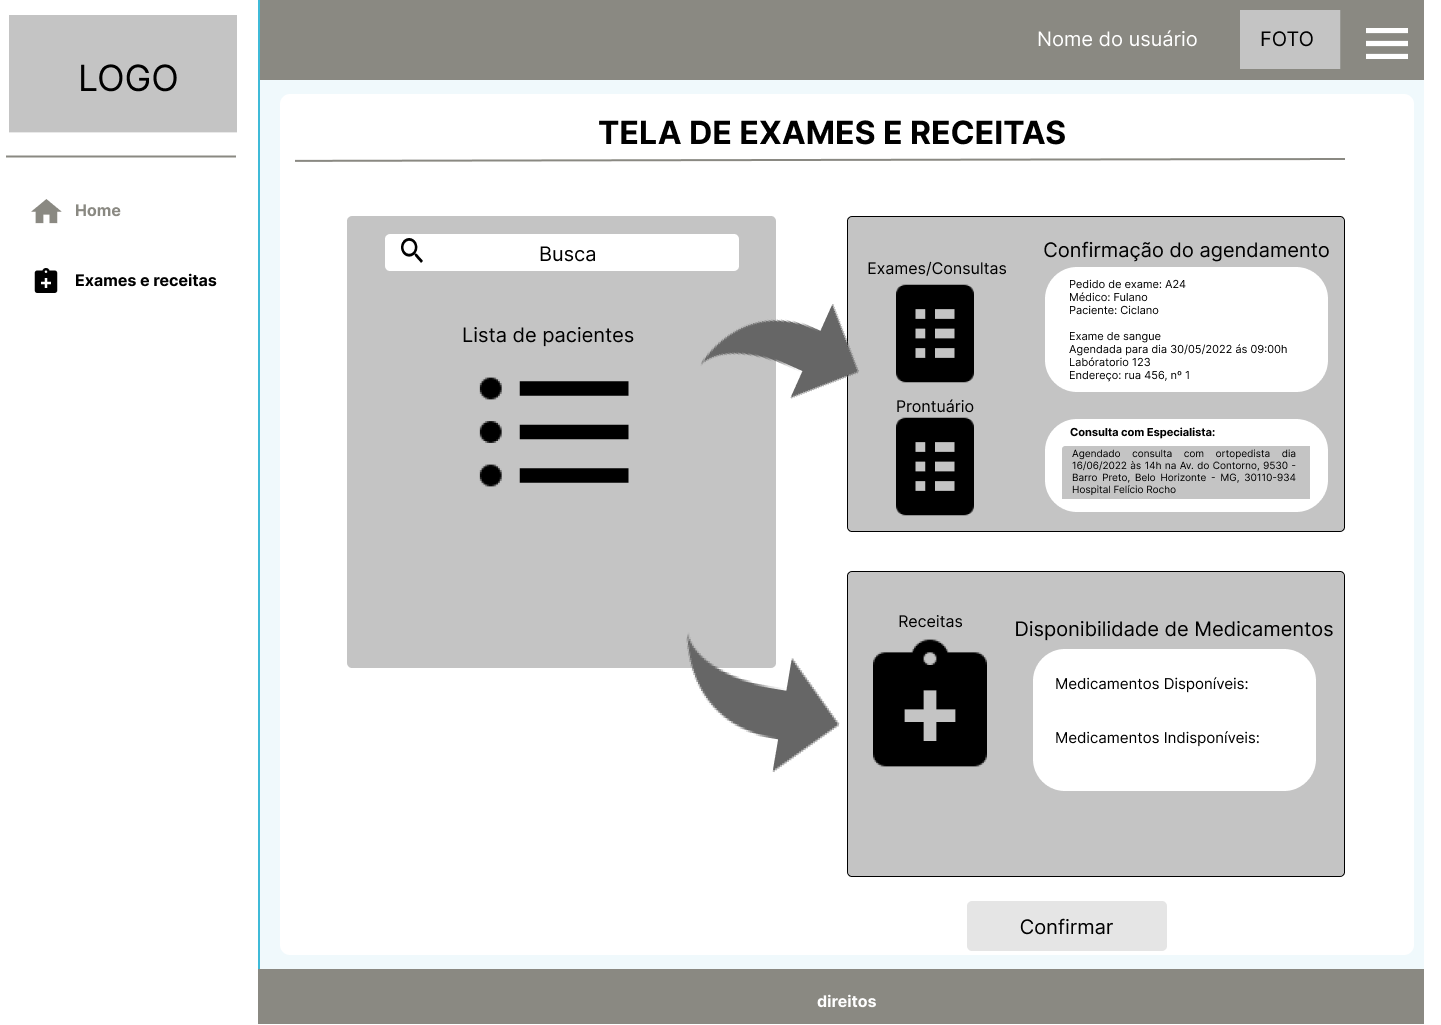 LOGO
Nome do usuário
FOTO
Home
Exames e receitas
TELA DE EXAMES E RECEITAS
Busca
Lista de pacientes
Exames/Consultas
Prontuário
Confirmação do agendamento
Pedido de exame: A24
Médico: Fulano
Paciente: Ciclano
Exame de sangue
Agendada para dia 30/05/2022 ás 09:00h
Labóratorio 123
Endereço: rua 456, nº 1
Consulta com Especialista:
Agendado consulta com ortopedista dia
16/06/2022 às 14h na Av. do Contorno, 9530 -
Barro Preto, Belo Horizonte - MG, 30110-934
Hospital Felício Rocho
Receitas
Disponibilidade de Medicamentos
Medicamentos Disponíveis:
Medicamentos Indisponíveis:
Confirmar
direitos